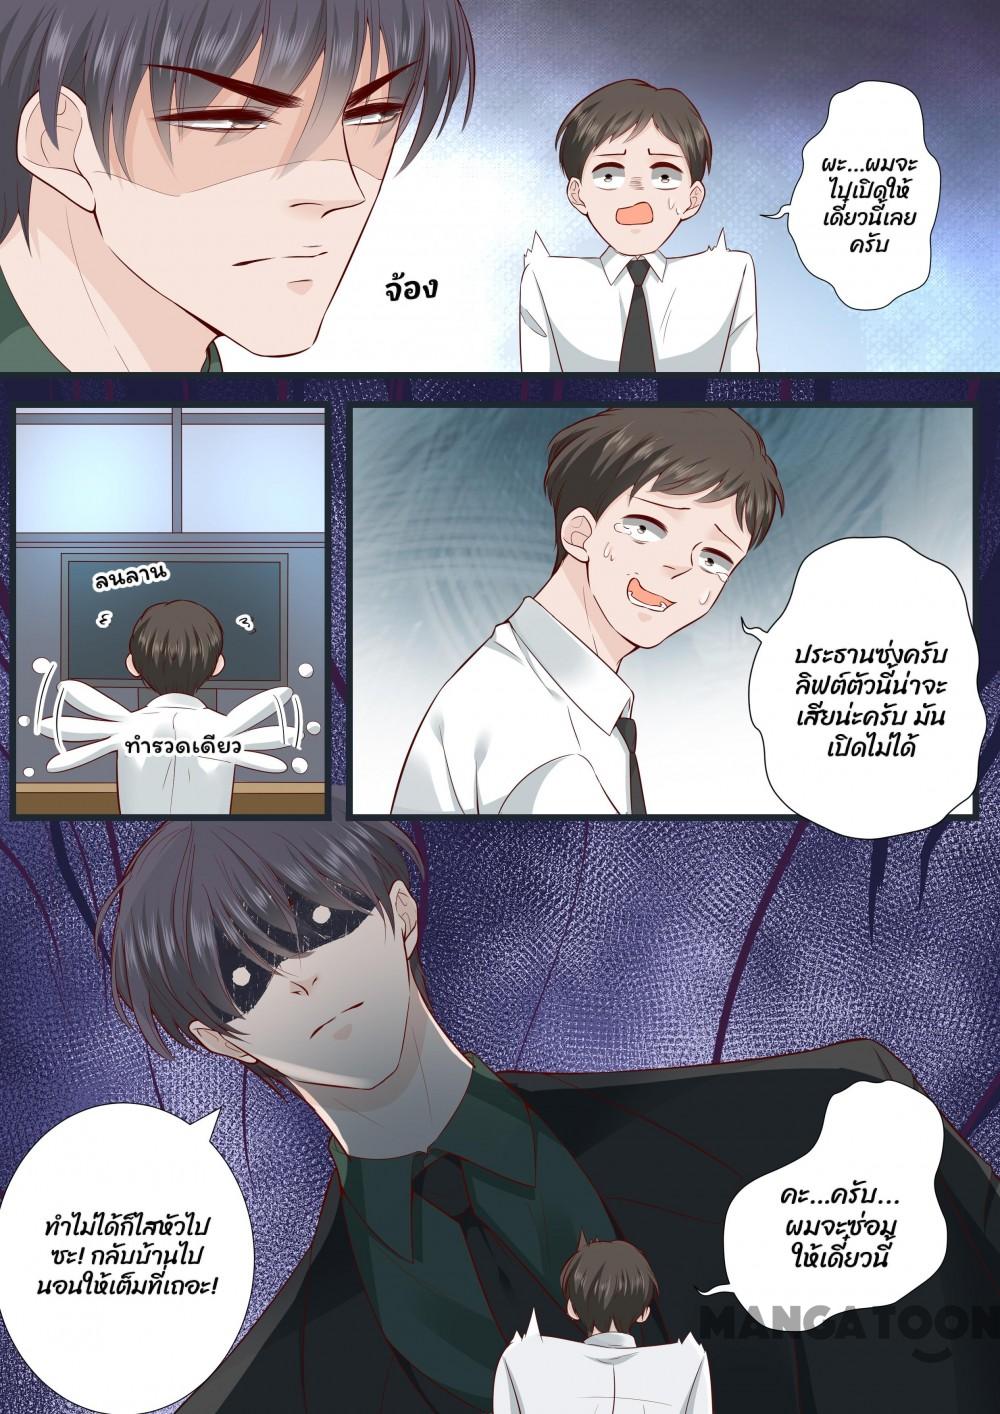 ผะ...ผมจะ
ไปเปิดให้
เดี๋ยวนี้เลย
ครับ
จ้อง
ลนลาน
ทำรวดเดียว
ประธานซ่งครับ
ลิฟต์ตัวนี้น่าจะ
เสียน่ะครับ มัน
เปิดไม่ได้
ทำไม่ได้ก็ไสหัวไป
ซะ! กลับบ้านไป
นอนให้เต็มที่เถอะ!
คะ...ครับ...
ผมจะซ่อม
ให้เดี๋ยวนี้
MANGATOON